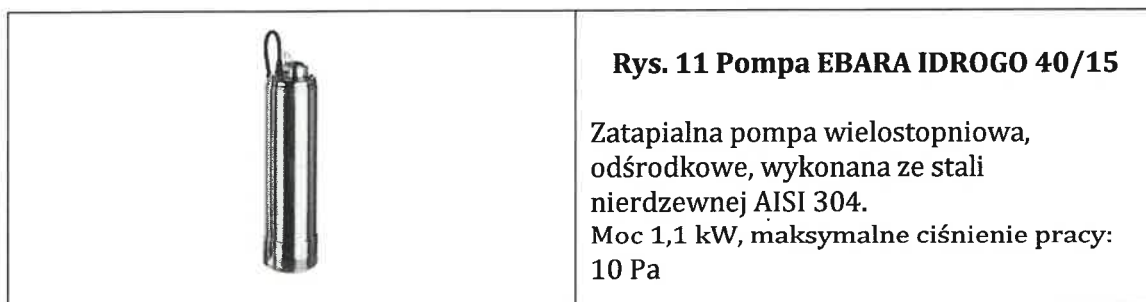 Rys. 11 Pompa EBARA IDROGO 40/15
Zatapialna pompa wielostopniowa,
odśrodkowe, wykonana ze stali
nierdzewnej AISI 304.
Moc 1,1 kW, maksymalne ciśnienie pracy:
10 Pa